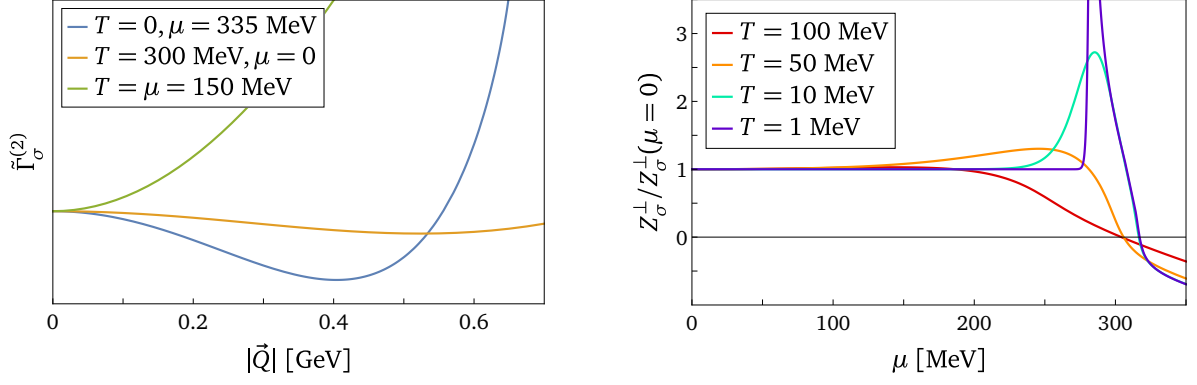 T = 0, μ = 335 MeV
T = 300 MeV, μ = 0
T = μ = 150 MeV
Γ̃σ(2)
0 0.2 0.4 0.6
|Q⃗| [GeV]
T = 100 MeV
T = 50 MeV
T = 10 MeV
T = 1 MeV
Zσ⊥/Zσ⊥(μ = 0)
3
2
1
0
0 100 200 300
μ [MeV]